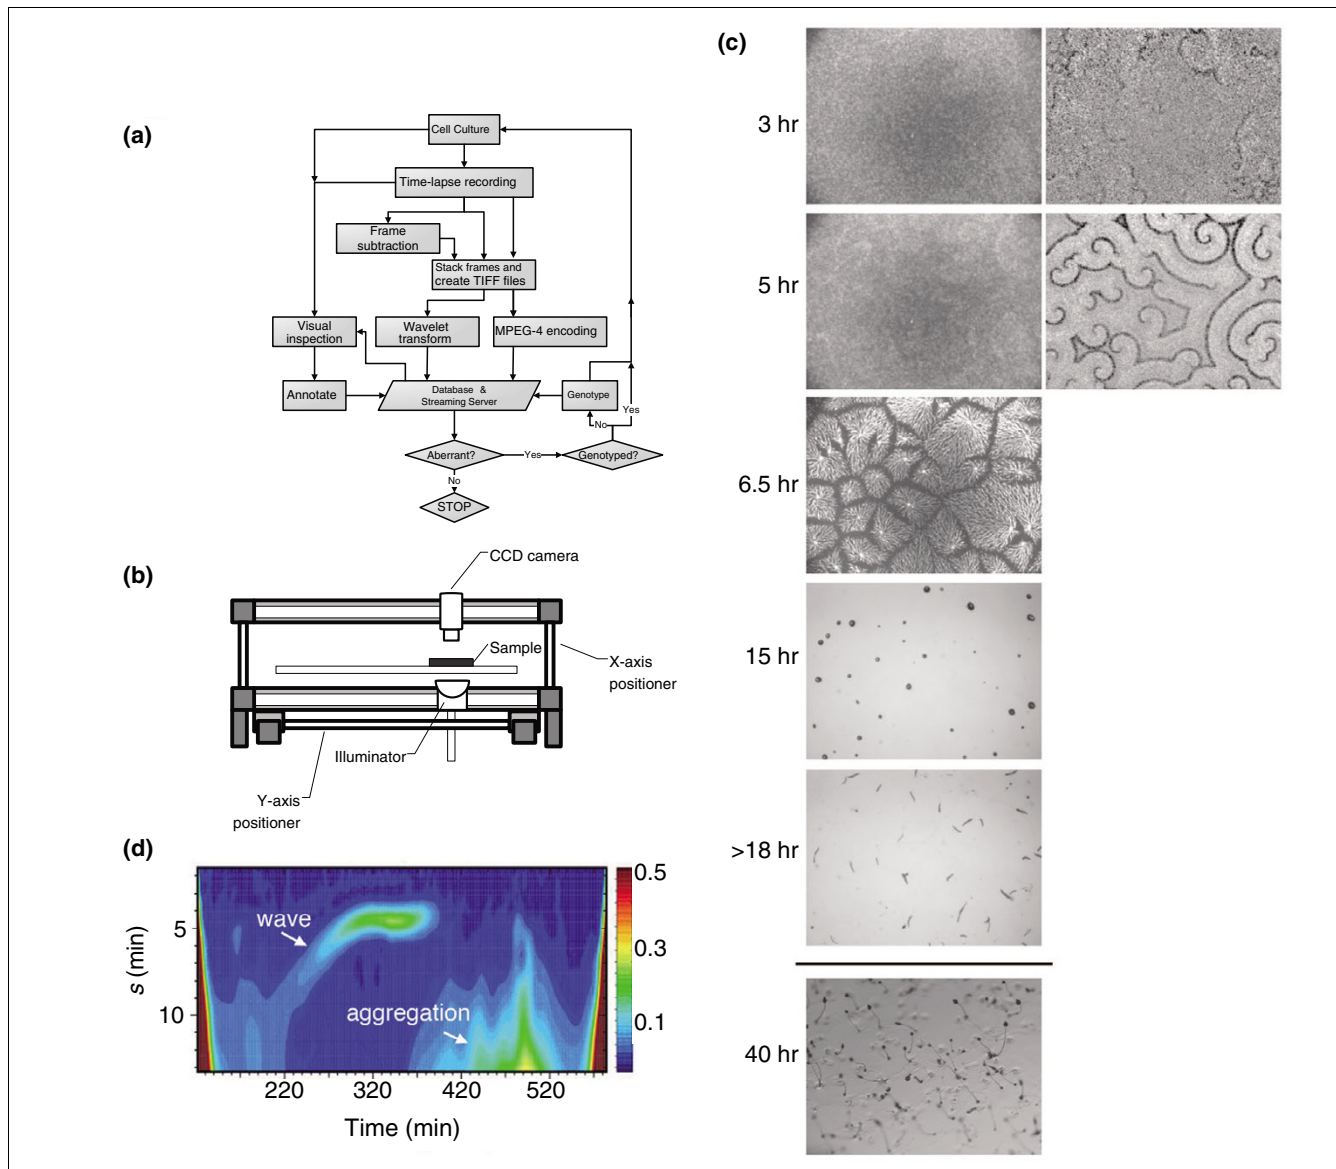 (a)
Cell Culture
Time-lapse recording
Frame
subtraction
Stack frames and
create TIFF files
Visual
inspection
Wavelet
transform
MPEG-4 encoding
Annotate
Database &
Streaming Server
Genotype
Yes
No
Aberrant?
Yes
Genotyped?
No
STOP
(b)
CCD camera
Sample
X-axis
positioner
Illuminator
Y-axis
positioner
(c)
3 hr
5 hr
6.5 hr
15 hr
>18 hr
40 hr
(d)
wave
aggregation
s (min)
5
10
220 320 420 520
Time (min)
0.5
0.3
0.1